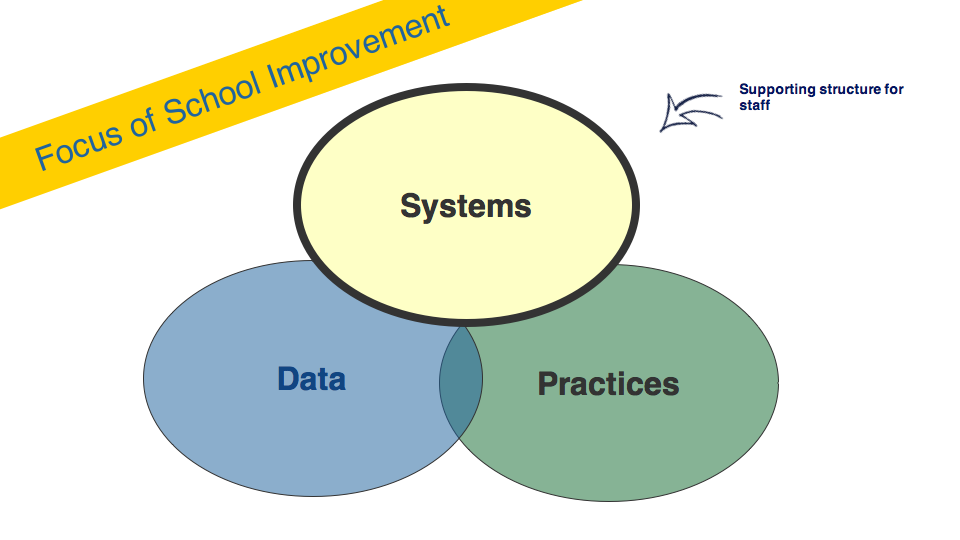 Focus of School Improvement
Supporting structure for
staff
Systems
Data
Practices